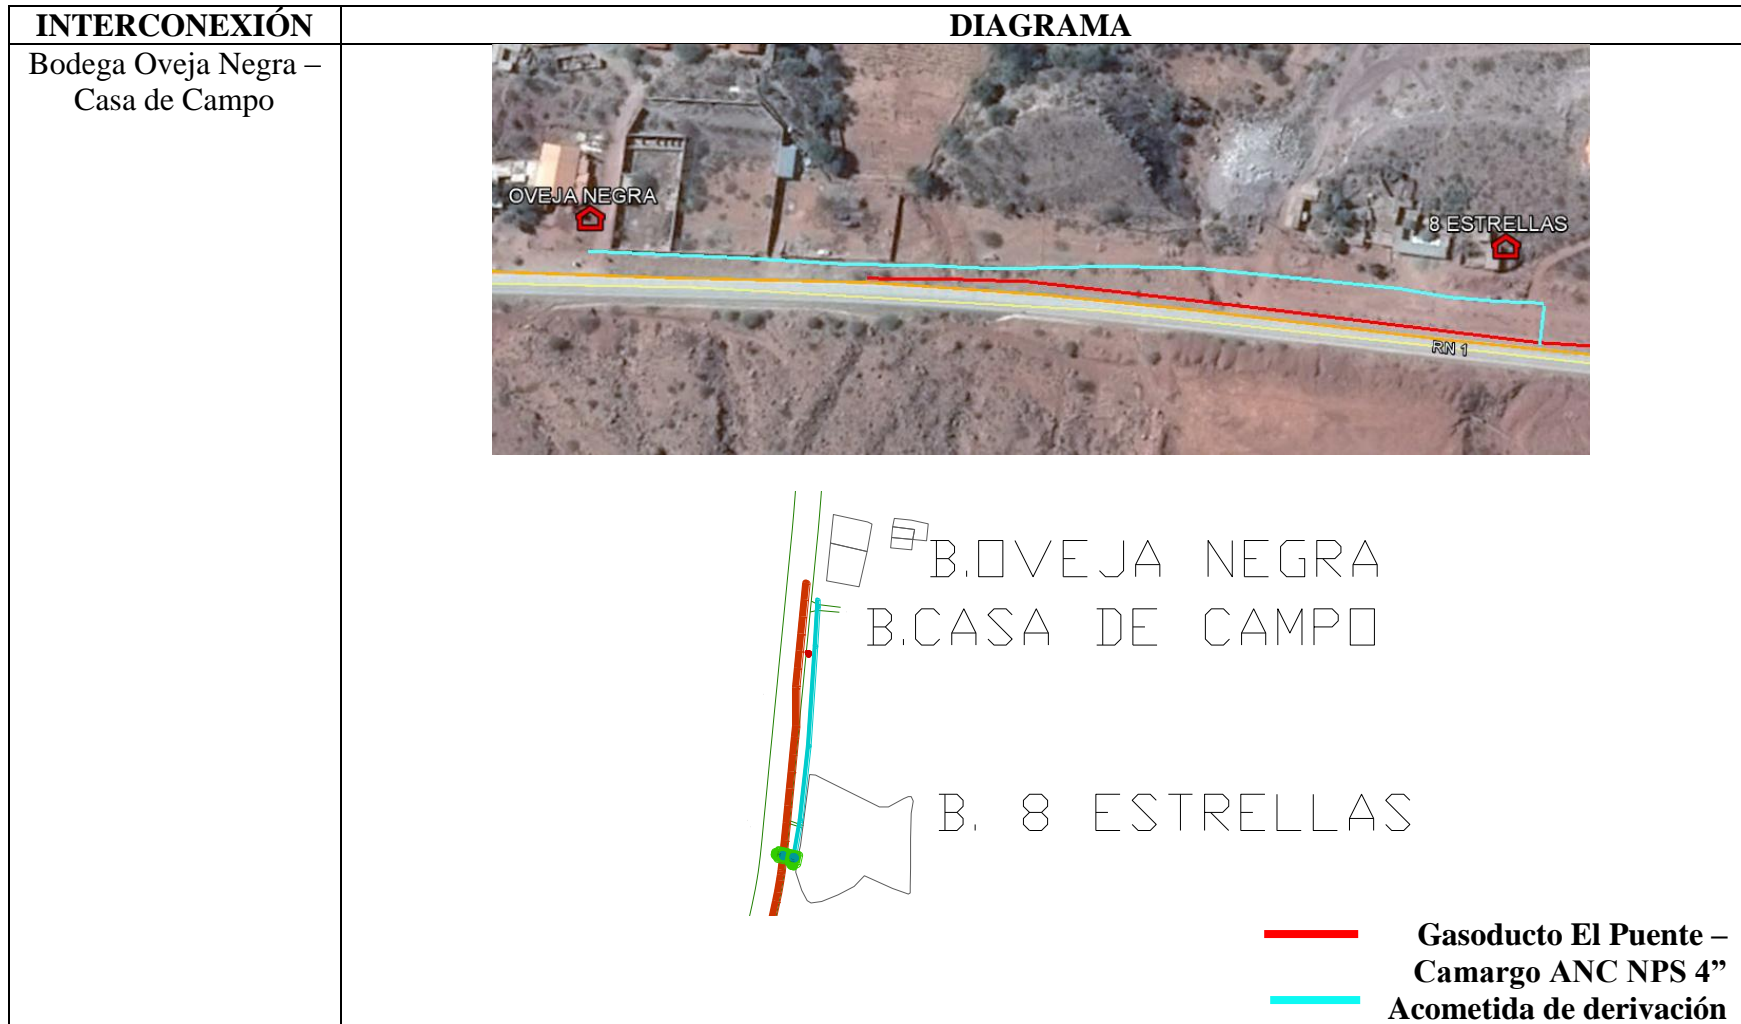 INTERCONEXIÓN
DIAGRAMA
Bodega Oveja Negra –
Casa de Campo
OVEJA NEGRA
8 ESTRELLAS
RN 1
B.OVEJA NEGRA
B.CASA DE CAMPO
B. 8 ESTRELLAS
Gasoducto El Puente –
Camargo ANC NPS 4”
Acometida de derivación